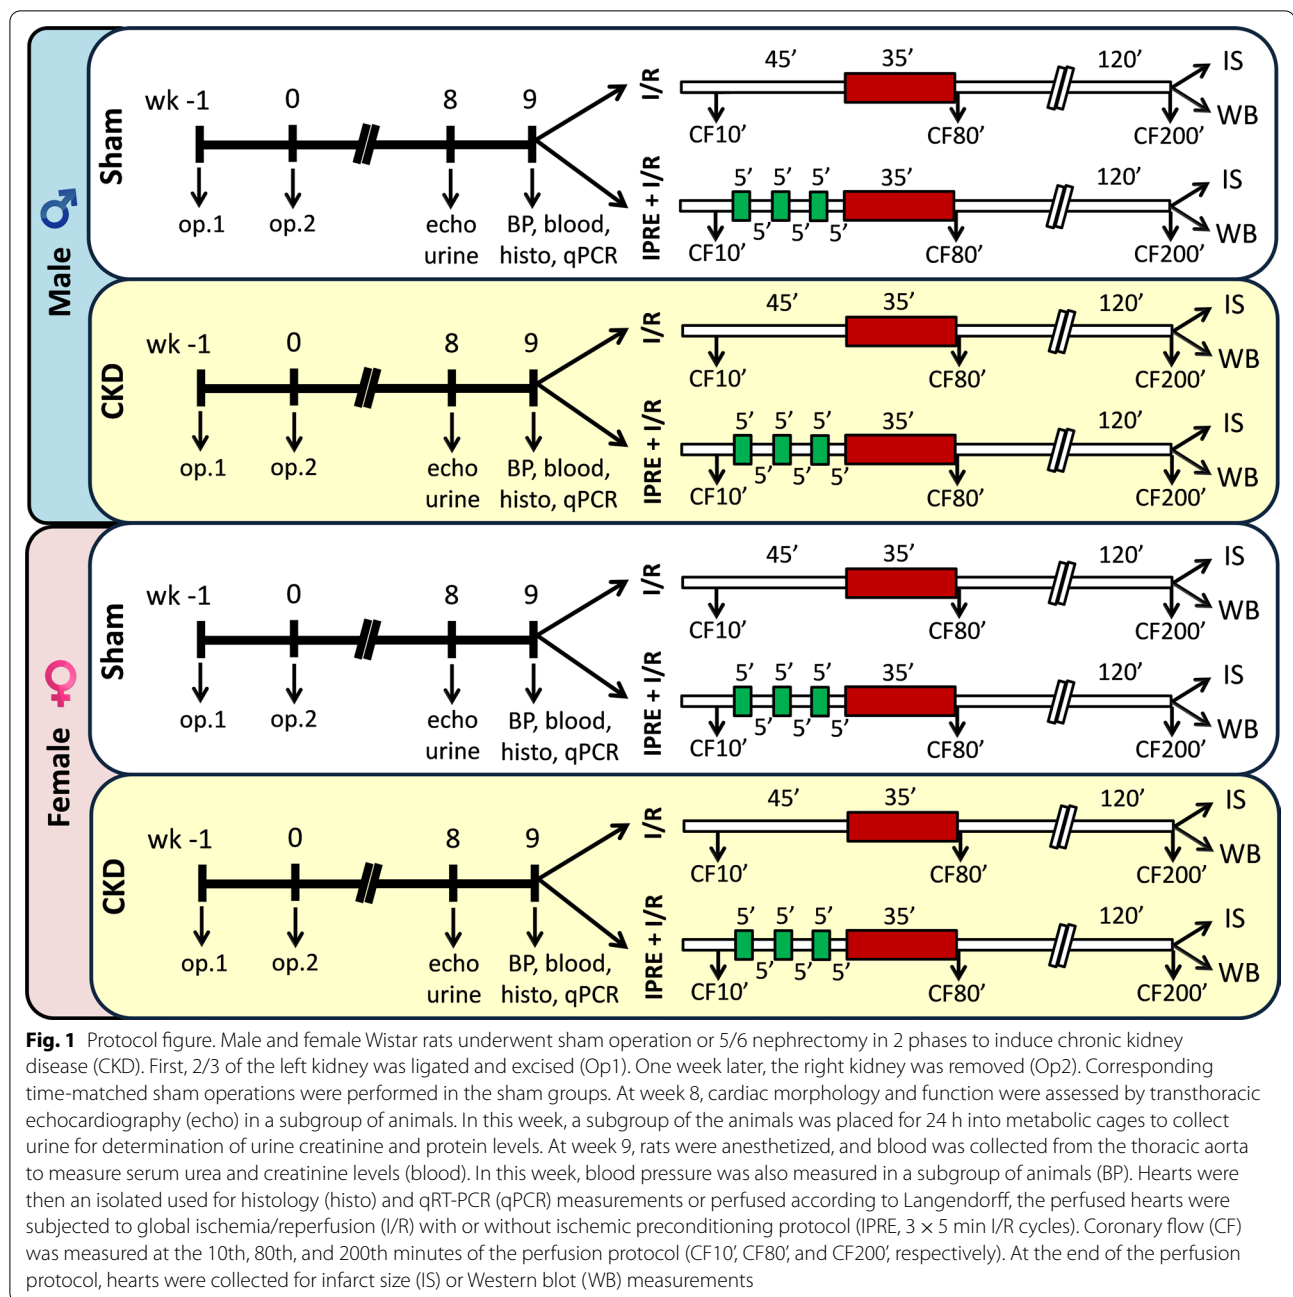 Male ♂
Sham
wk -1 0 8 9
op.1 op.2 echo urine BP, blood, histo, qPCR
I/R
45’ 35’ 120’
CF10’ CF80’ CF200’
IS
WB
IPRE + I/R
5’ 5’ 5’ 35’ 120’
5’ 5’ 5’
CF10’ CF80’ CF200’
IS
WB
CKD
wk -1 0 8 9
op.1 op.2 echo urine BP, blood, histo, qPCR
I/R
45’ 35’ 120’
CF10’ CF80’ CF200’
IS
WB
IPRE + I/R
5’ 5’ 5’ 35’ 120’
5’ 5’ 5’
CF10’ CF80’ CF200’
IS
WB
Female ♀
Sham
wk -1 0 8 9
op.1 op.2 echo urine BP, blood, histo, qPCR
I/R
45’ 35’ 120’
CF10’ CF80’ CF200’
IS
WB
IPRE + I/R
5’ 5’ 5’ 35’ 120’
5’ 5’ 5’
CF10’ CF80’ CF200’
IS
WB
CKD
wk -1 0 8 9
op.1 op.2 echo urine BP, blood, histo, qPCR
I/R
45’ 35’ 120’
CF10’ CF80’ CF200’
IS
WB
IPRE + I/R
5’ 5’ 5’ 35’ 120’
5’ 5’ 5’
CF10’ CF80’ CF200’
IS
WB
Fig. 1 Protocol figure. Male and female Wistar rats underwent sham operation or 5/6 nephrectomy in 2 phases to induce chronic kidney
disease (CKD). First, 2/3 of the left kidney was ligated and excised (Op1). One week later, the right kidney was removed (Op2). Corresponding
time-matched sham operations were performed in the sham groups. At week 8, cardiac morphology and function were assessed by transthoracic
echocardiography (echo) in a subgroup of animals. In this week, a subgroup of the animals was placed for 24 h into metabolic cages to collect
urine for determination of urine creatinine and protein levels. At week 9, rats were anesthetized, and blood was collected from the thoracic aorta
to measure serum urea and creatinine levels (blood). In this week, blood pressure was also measured in a subgroup of animals (BP). Hearts were
then an isolated used for histology (histo) and qRT-PCR (qPCR) measurements or perfused according to Langendorff, the perfused hearts were
subjected to global ischemia/reperfusion (I/R) with or without ischemic preconditioning protocol (IPRE, 3 × 5 min I/R cycles). Coronary flow (CF)
was measured at the 10th, 80th, and 200th minutes of the perfusion protocol (CF10’, CF80’, and CF200’, respectively). At the end of the perfusion
protocol, hearts were collected for infarct size (IS) or Western blot (WB) measurements